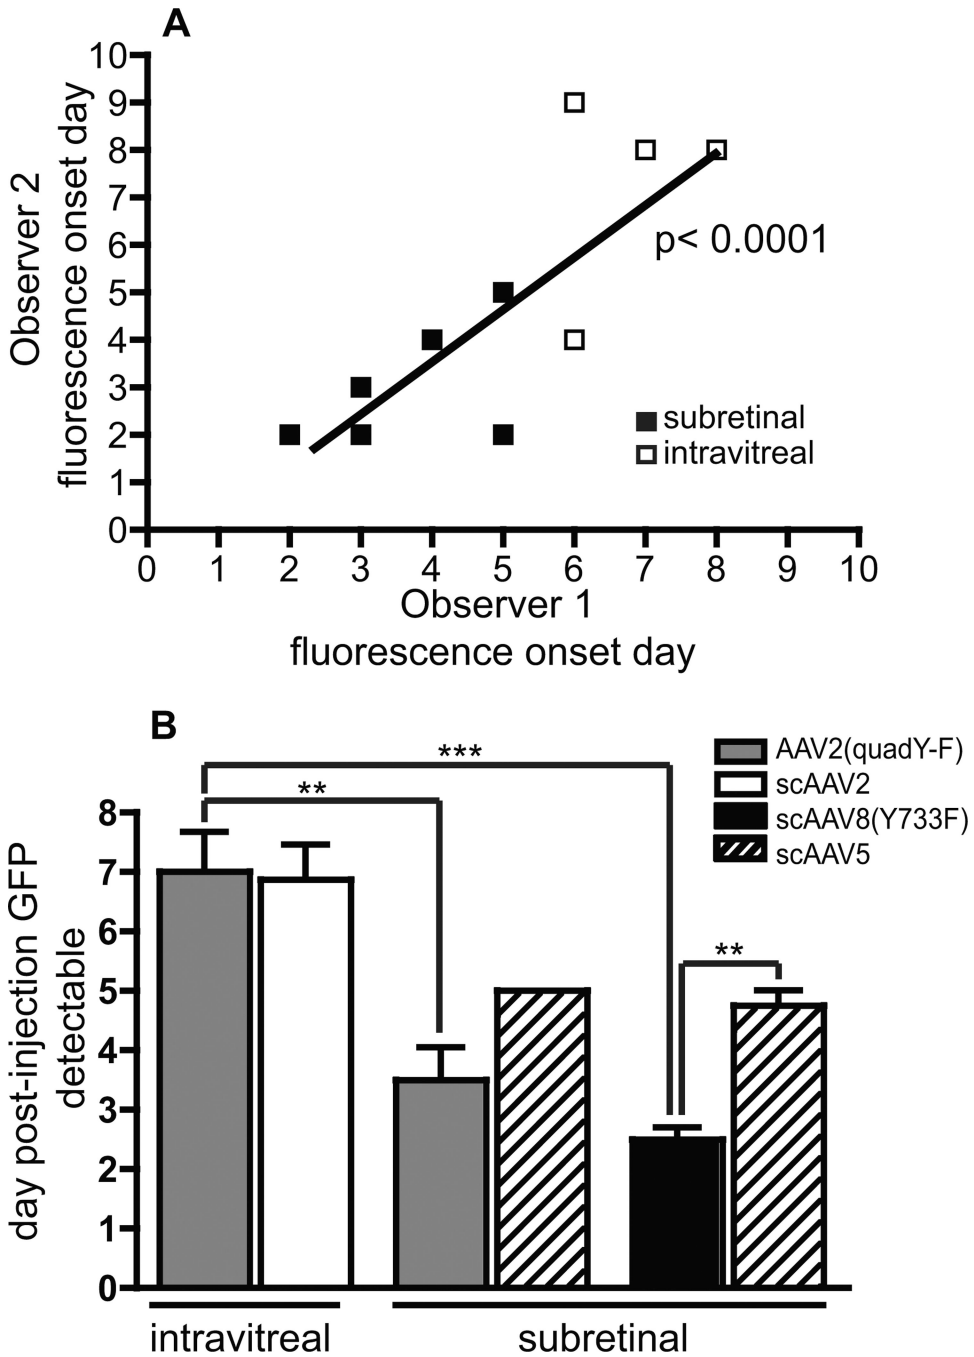 A
10
9
8
7
6
5
4
3
2
1
0
Observer 2
fluorescence onset day
p< 0.0001
subretinal
intravitreal
0 1 2 3 4 5 6 7 8 9 10
Observer 1
fluorescence onset day
B
***
**
**
AAV2(quadY-F)
scAAV2
scAAV8(Y733F)
scAAV5
8
7
6
5
4
3
2
1
0
day post-injection GFP
detectable
intravitreal subretinal